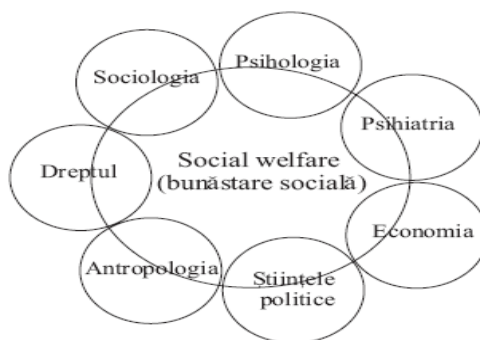 Psihologia
Sociologia
Psihiatria
Social welfare
(bunăstare socială)
Dreptul
Economia
Antropologia
Științele
politice